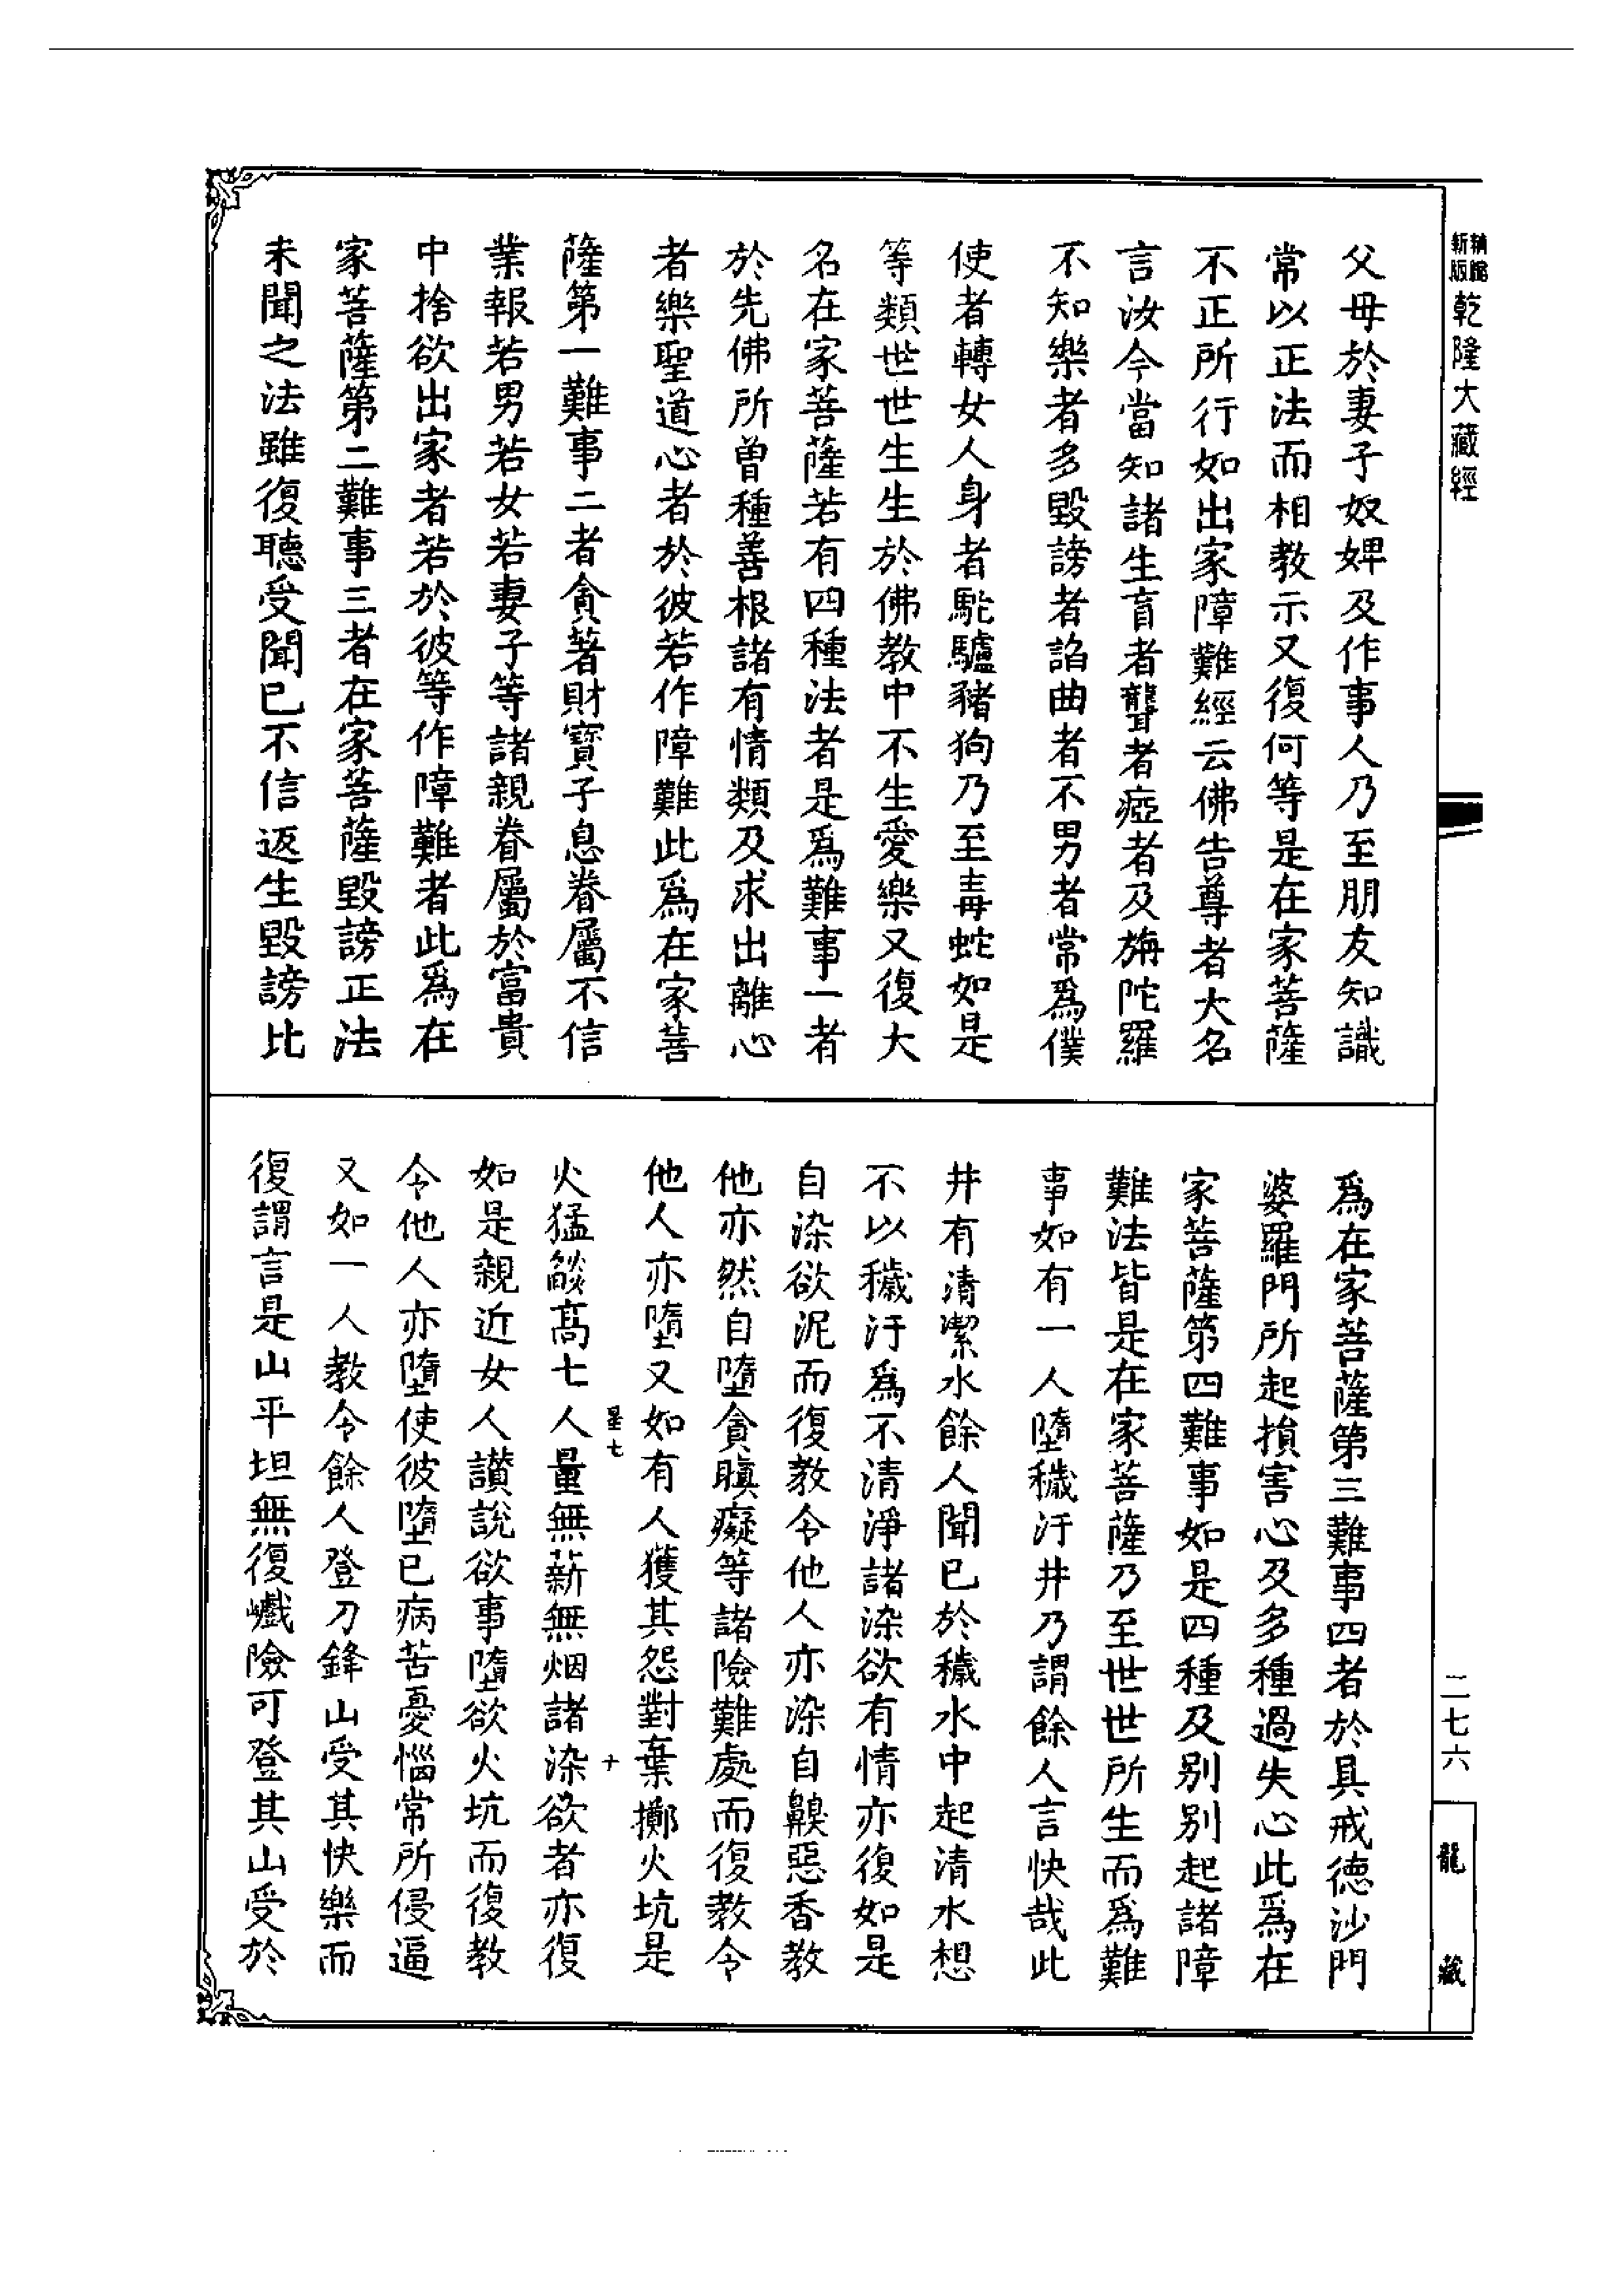 新版
乾隆大藏經
父母於妻子奴婢及作事人乃至朋友知識
常以正法而相教示又復何等是在家菩薩
不正所行如出家障難經云佛告尊者大名
言汝今當知諸生盲者聾者瘂者及旃陀羅
不知樂者多毀謗者諂曲者不男者常爲僕
使者轉女人身者駝驢豬狗乃至毒蛇如是
等類世世生生於佛教中不生愛樂又復大
名在家菩薩若有四種法者是爲難事一者
於先佛所曾種善根諸有情類及求出離心
者樂聖道心者於彼若作障難此爲在家菩
薩第一難事二者貪著財寶子息眷屬不信
業報若男若女若妻子等諸親眷屬於富貴
中捨欲出家者若於彼等作障難者此爲在
家菩薩第二難事三者在家菩薩毀謗正法
未聞之法雖復聽受聞已不信返生毀謗比
爲在家菩薩第三難事四者於具戒德沙門
婆羅門所起損害心及多種過失心此爲在
家菩薩第四難事如是四種及別別起諸障
難法皆是在家菩薩乃至世世所生而爲難
事如有一人墮穢汙井乃謂餘人言快哉此
井有清潔水餘人聞已於穢水中起清水想
不以穢汙爲不清淨諸染欲有情亦復如是
自染欲泥而復教令他人亦染自齅惡香教
他亦然自墮貪瞋癡等諸險難處而復教令
他人亦墮又如有人獲其怨對棄擲火坑是
星七
十
火猛燄高七人量無薪無烟諸染欲者亦復
如是親近女人讃說欲事墮欲火坑而復教
令他人亦墮使彼墮已病苦憂惱常所侵逼
又如一人教令餘人登刀鋒山受其快樂而
復謂言是山平坦無復巇險可登其山受於
二七六
龍藏